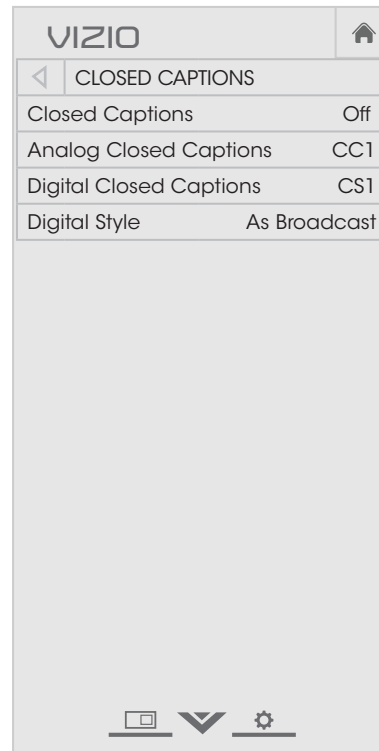 VIZIO
CLOSED CAPTIONS
Closed Captions Off
Analog Closed Captions CC1
Digital Closed Captions CS1
Digital Style As Broadcast